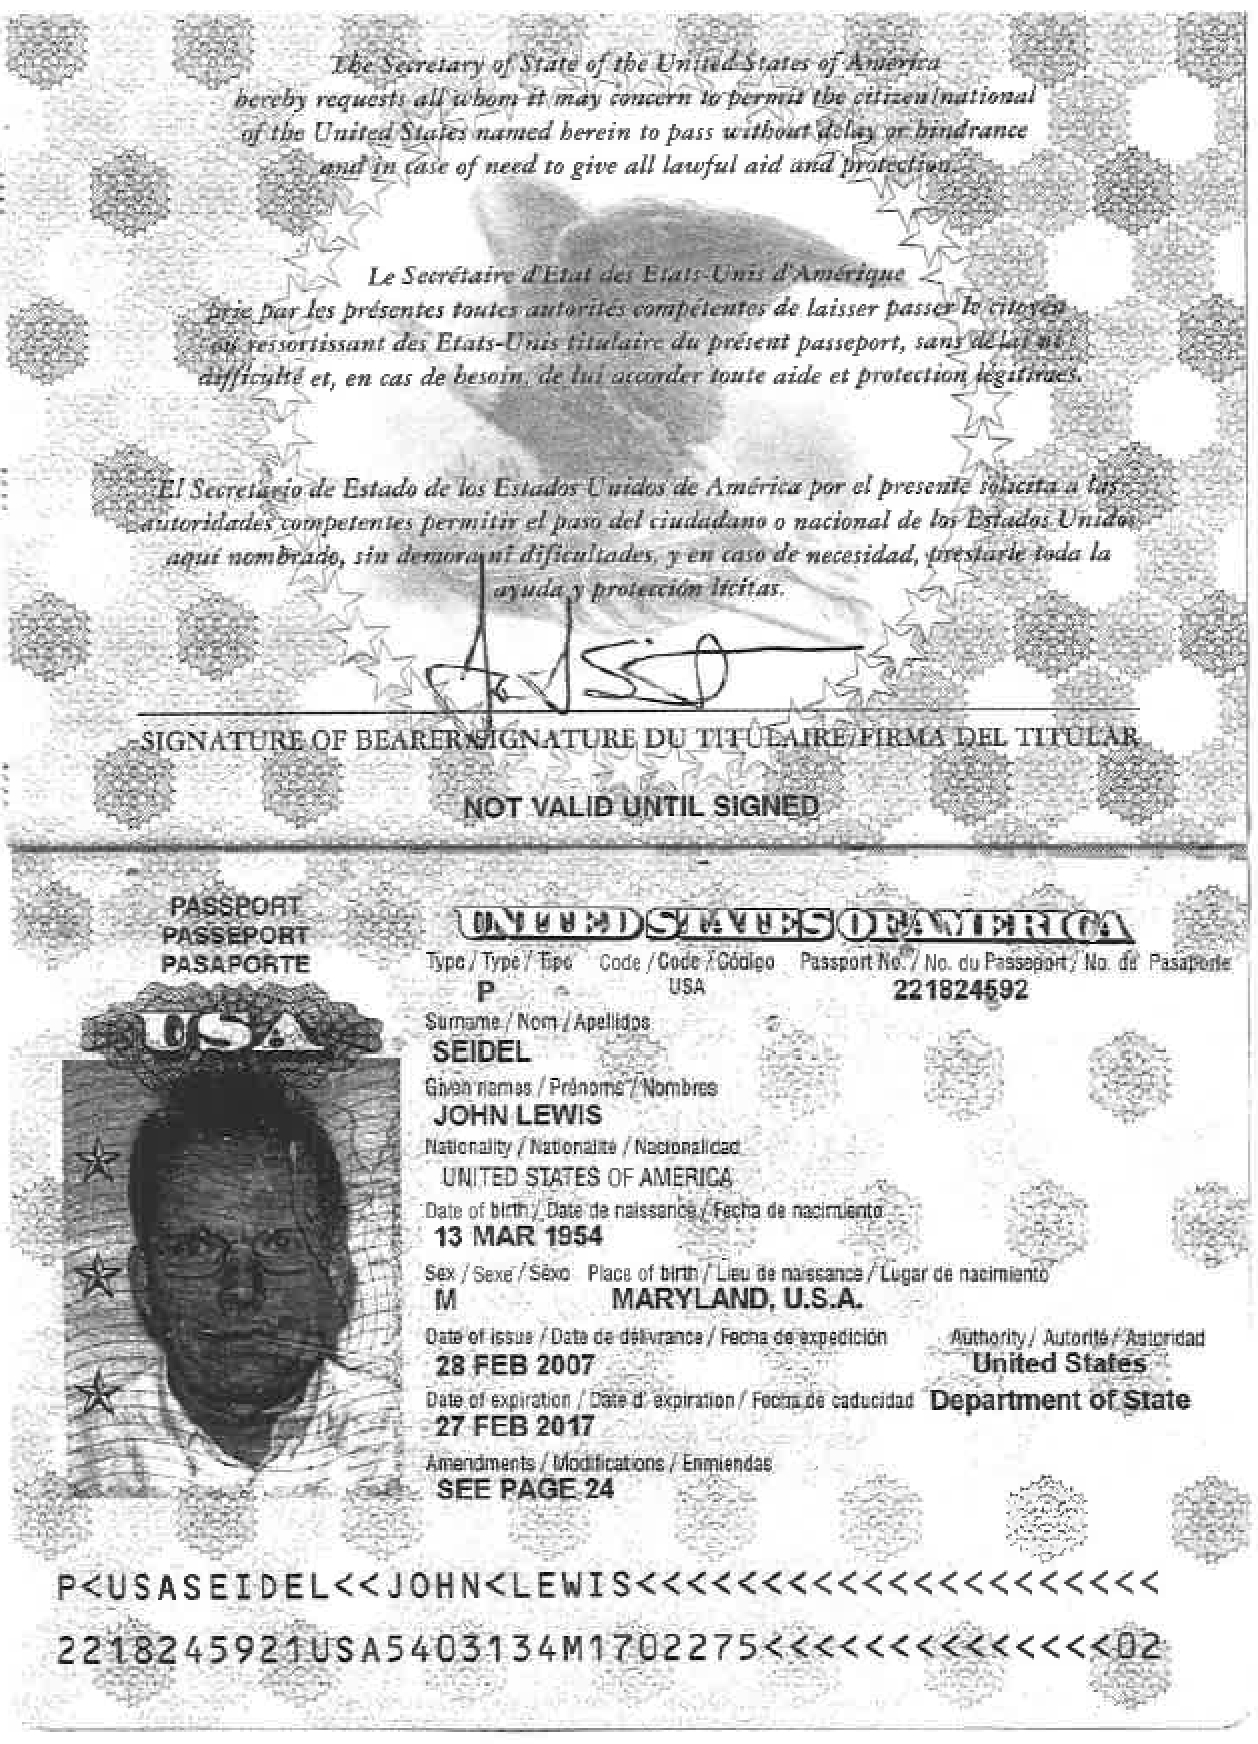 The Secretary of State of the United States of America
hereby requests all whom it may concern to permit the citizen/national
of the United States named herein to pass without delay or hindrance
and in case of need to give all lawful aid and protection.
Le Secrétaire d'Etat des Etats-Unis d'Amérique
prie par les présentes toutes autorités compétentes de laisser passer le citoyen
ou ressortissant des Etats-Unis titulaire du présent passeport, sans délai ni
difficulté et, en cas de besoin, de lui accorder toute aide et protection légitimes.
El Secretario de Estado de los Estados Unidos de América por el presente solicita a las
autoridades competentes permitir el paso del ciudadano o nacional de los Estados Unidos
aquí nombrado, sin demora ni dificultades, y en caso de necesidad, prestarle toda la
ayuda y protección lícitas.
SIGNATURE OF BEARER/SIGNATURE DU TITULAIRE/FIRMA DEL TITULAR
NOT VALID UNTIL SIGNED
PASSPORT
PASSEPORT
PASAPORTE
USA
UNITED STATES OF AMERICA
Type / Type / Tipo Code / Code / Código Passport No. / No. du Passeport / No. de Pasaporte
P USA 221824592
Surname / Nom / Apellidos
SEIDEL
Given names / Prénoms / Nombres
JOHN LEWIS
Nationality / Nationalité / Nacionalidad
UNITED STATES OF AMERICA
Date of birth / Date de naissance / Fecha de nacimiento
13 MAR 1954
Sex / Sexe / Sexo Place of birth / Lieu de naissance / Lugar de nacimiento
M MARYLAND, U.S.A.
Date of issue / Date de délivrance / Fecha de expedición Authority / Autorité / Autoridad
28 FEB 2007 United States
Date of expiration / Date d' expiration / Fecha de caducidad Department of State
27 FEB 2017
Amendments / Modifications / Enmiendas
SEE PAGE 24
P<USASEIDEL<<JOHN<LEWIS<<<<<<<<<<<<<<<<<<<<<
2218245921USA5403134M1702275<<<<<<<<<<<<<<02